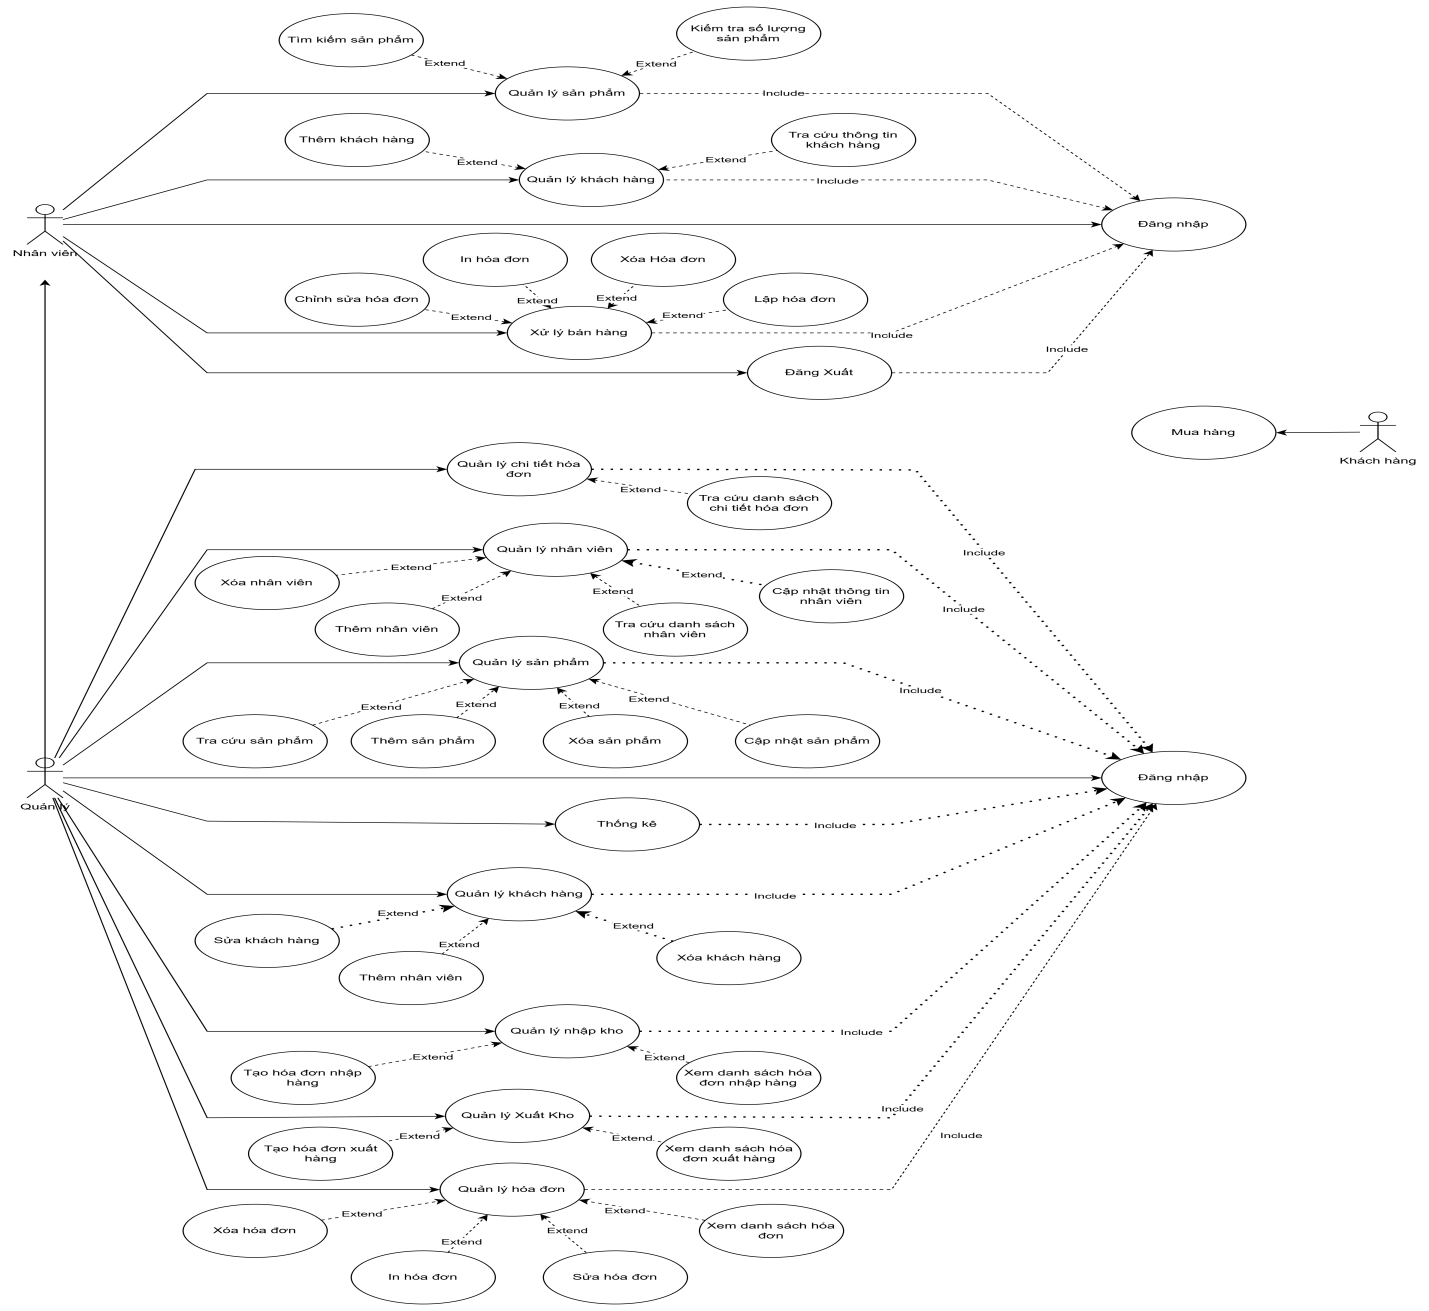 Tìm kiếm sản phẩm
Kiểm tra số lượng
sản phẩm
Extend
Extend
Quản lý sản phẩm
Include
Thêm khách hàng
Tra cứu thông tin
khách hàng
Extend
Extend
Quản lý khách hàng
Include
Nhân viên
Đăng nhập
In hóa đơn
Xóa Hóa đơn
Chỉnh sửa hóa đơn
Extend
Extend
Lập hóa đơn
Extend
Extend
Xử lý bán hàng
Include
Include
Đăng Xuất
Mua hàng
Khách hàng
Quản lý chi tiết hóa
đơn
Extend
Tra cứu danh sách
chi tiết hóa đơn
Include
Quản lý nhân viên
Xóa nhân viên
Extend
Extend
Extend
Extend
Cập nhật thông tin
nhân viên
Include
Thêm nhân viên
Tra cứu danh sách
nhân viên
Quản lý sản phẩm
Include
Extend
Extend
Extend
Extend
Tra cứu sản phẩm
Thêm sản phẩm
Xóa sản phẩm
Cập nhật sản phẩm
Quản lý
Đăng nhập
Thống kê
Include
Quản lý khách hàng
Include
Extend
Extend
Extend
Sửa khách hàng
Thêm nhân viên
Xóa khách hàng
Quản lý nhập kho
Include
Extend
Extend
Tạo hóa đơn nhập
hàng
Xem danh sách hóa
đơn nhập hàng
Quản lý Xuất Kho
Include
Extend
Extend
Include
Tạo hóa đơn xuất
hàng
Xem danh sách hóa
đơn xuất hàng
Quản lý hóa đơn
Extend
Extend
Xóa hóa đơn
Extend
Extend
Xem danh sách hóa
đơn
In hóa đơn
Sửa hóa đơn